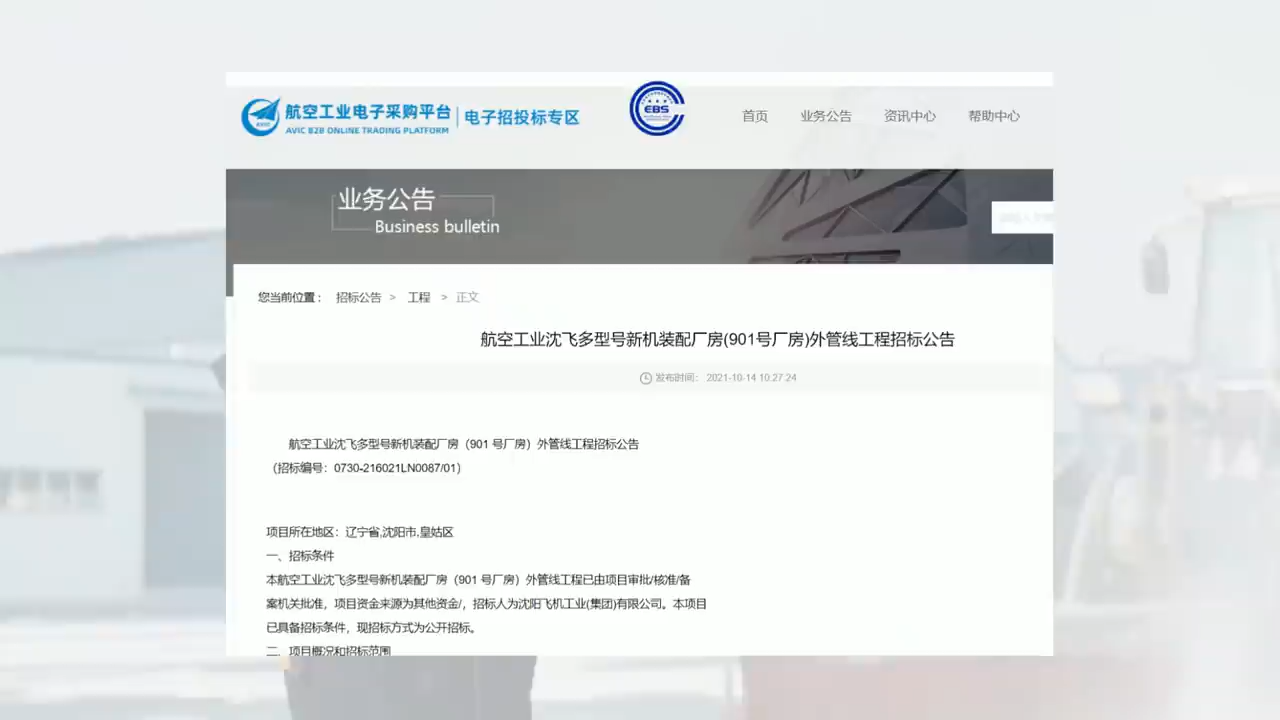 航空工业电子采购平台
AVIC B2B ONLINE TRADING PLATFORM
电子招投标专区
EBS
首页 业务公告 资讯中心 帮助中心
业务公告
Business bulletin
您当前位置： 招标公告 > 工程 > 正文
航空工业沈飞多型号新机装配厂房(901号厂房)外管线工程招标公告
发布时间： 2021-10-14 10:27:24
航空工业沈飞多型号新机装配厂房（901 号厂房）外管线工程招标公告
（招标编号：0730-216021LN0087/01）
项目所在地区：辽宁省,沈阳市,皇姑区
一、招标条件
本航空工业沈飞多型号新机装配厂房（901 号厂房）外管线工程已由项目审批/核准/备
案机关批准，项目资金来源为其他资金/，招标人为沈阳飞机工业(集团)有限公司。本项目
已具备招标条件，现招标方式为公开招标。
二、项目概况和招标范围